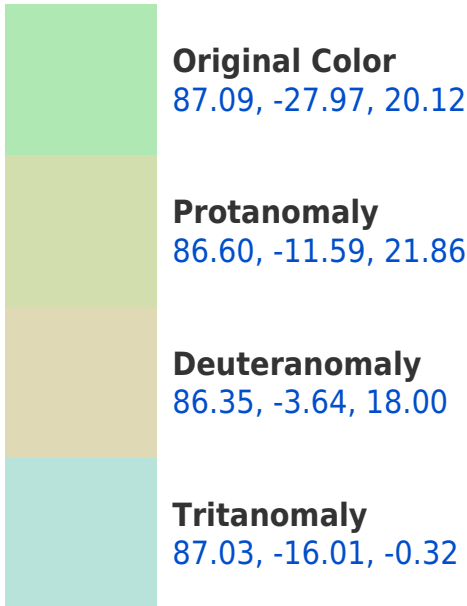 Original Color
87.09, -27.97, 20.12
Protanomaly
86.60, -11.59, 21.86
Deuteranomaly
86.35, -3.64, 18.00
Tritanomaly
87.03, -16.01, -0.32